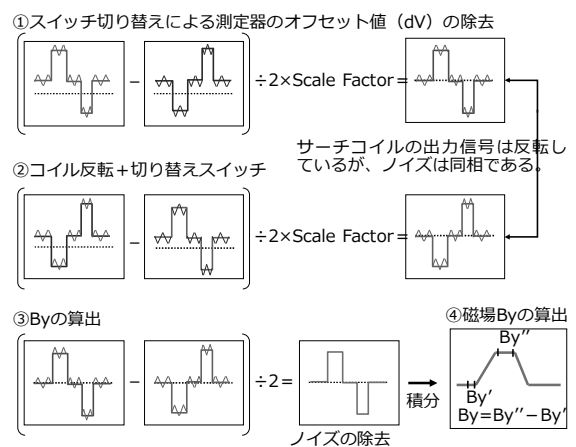 ①スイッチ切り替えによる測定器のオフセット値（dV）の除去
− ÷2×Scale Factor=
サーチコイルの出力信号は反転し
ているが、ノイズは同相である。
②コイル反転＋切り替えスイッチ
− ÷2×Scale Factor=
③Byの算出
④磁場Byの算出
− ÷2=
積分
By''
By'
By=By''−By'
ノイズの除去